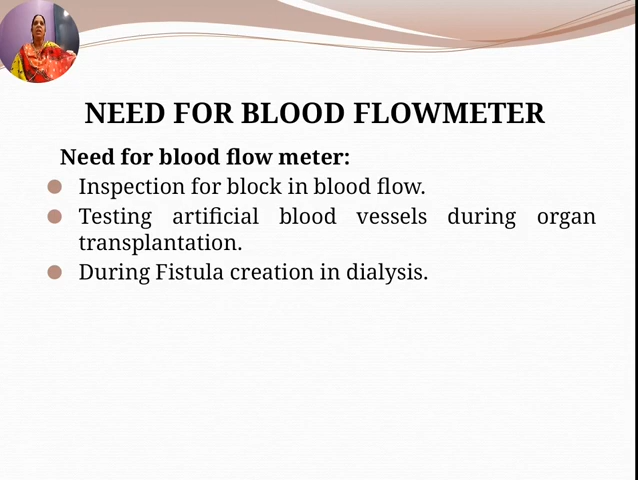 NEED FOR BLOOD FLOWMETER
Need for blood flow meter:
Inspection for block in blood flow.
Testing artificial blood vessels during organ
transplantation.
During Fistula creation in dialysis.